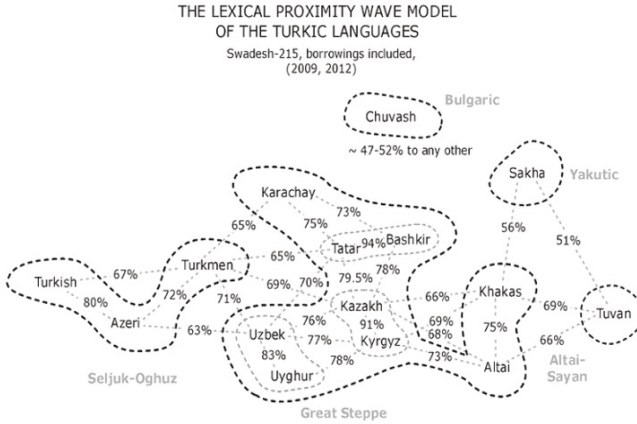 THE LEXICAL PROXIMITY WAVE MODEL
OF THE TURKIC LANGUAGES
Swadesh-215, borrowings included,
(2009, 2012)
Bulgaric
Chuvash
~ 47-52% to any other
Sakha
Yakutic
Karachay
73%
65%
75%
56%
51%
Tatar 94% Bashkir
65%
Turkmen
67%
Turkish
80%
72%
71%
69%
70%
79.5%
78%
Khakas
66%
69%
Tuvan
Kazakh
Azeri
63%
Uzbek
76%
91%
69%
68%
75%
77%
Kyrgyz
66%
83%
78%
73%
Altai
Uyghur
Seljuk-Oghuz
Altai-
Sayan
Great Steppe